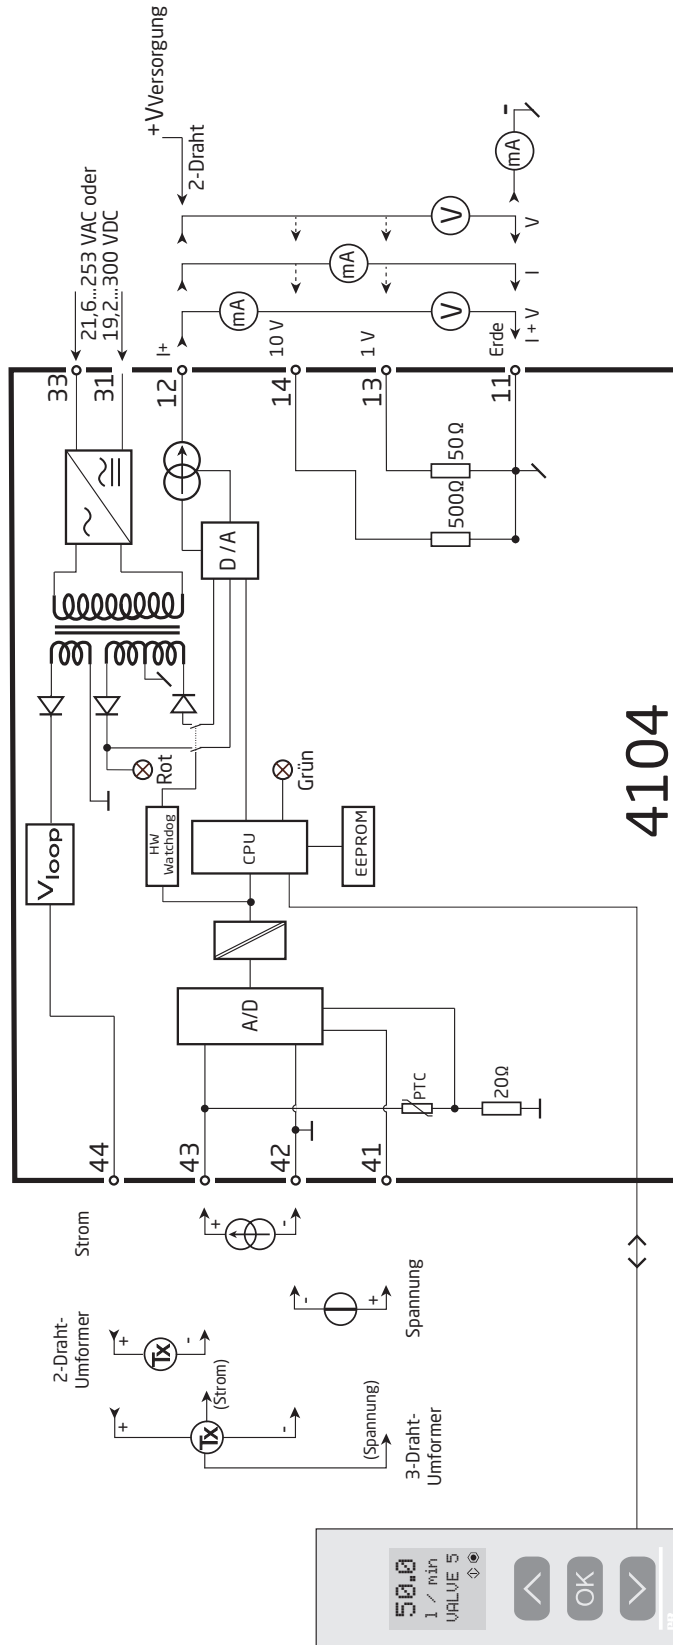 3-Draht-
Umformer
(Spannung)
(Strom)
Tx
+
-
2-Draht-
Umformer
Tx
+
-
Strom
+
-
Spannung
-
+
44
43
42
41
PTC
20Ω
Vloop
A/D
HW
Watchdog
CPU
EEPROM
Rot
Grün
D/A
500Ω
50Ω
33
31
12
14
13
11
21,6...253 VAC oder
19,2...300 VDC
I+
10 V
1 V
Erde
mA
V
I + V
mA
I
V
V
2-Draht
+VVersorgung
mA
-
4104
50.0
l / min
VALVE 5
OK
PR